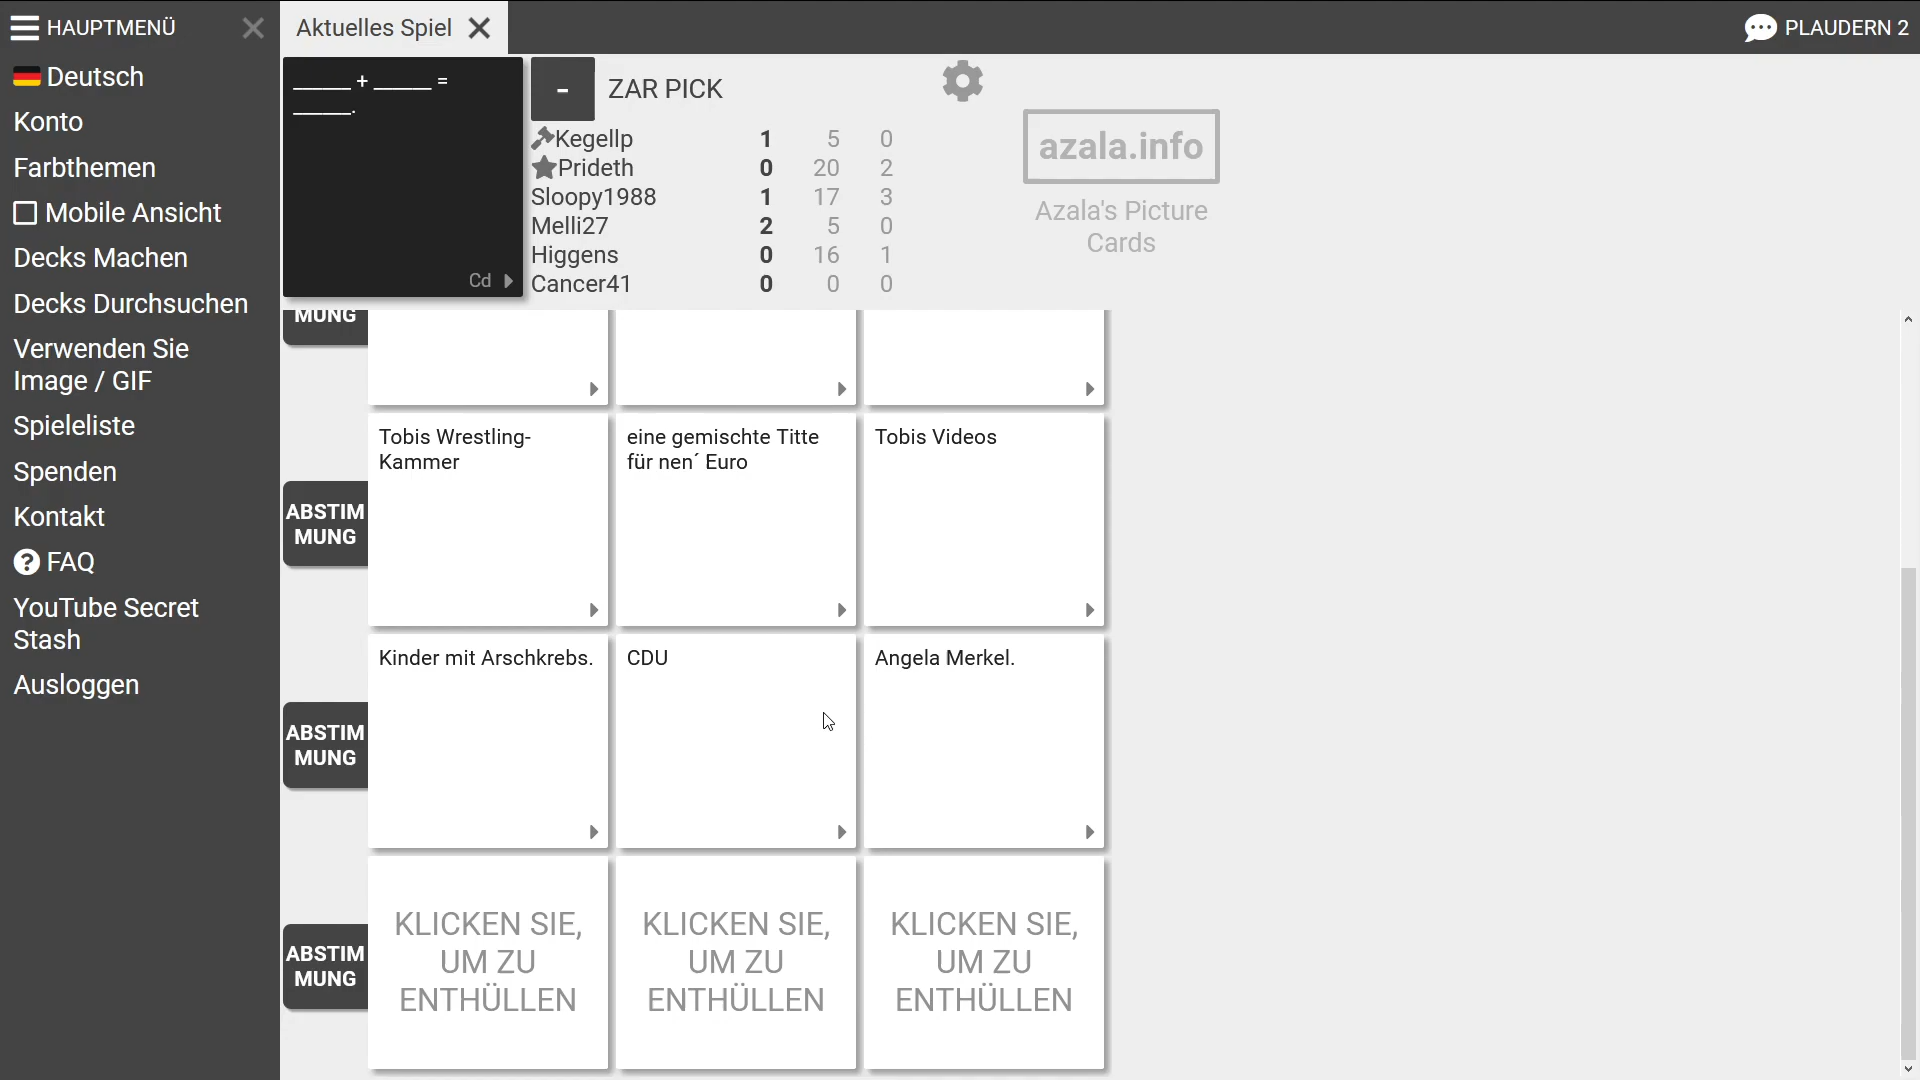 HAUPTMENÜ
Aktuelles Spiel
PLAUDERN 2
Deutsch
Konto
Farbthemen
Mobile Ansicht
Decks Machen
Decks Durchsuchen
Verwenden Sie
Image / GIF
Spieleliste
Spenden
Kontakt
FAQ
YouTube Secret
Stash
Ausloggen
______ + ______ =
______.
Cd
-
ZAR PICK
Kegellp 1 5 0
Prideth 0 20 2
Sloopy1988 1 17 3
Melli27 2 5 0
Higgens 0 16 1
Cancer41 0 0 0
azala.info
Azala's Picture
Cards
MUNG
ABSTIM
MUNG
Tobis Wrestling-
Kammer
eine gemischte Titte
für nen´ Euro
Tobis Videos
ABSTIM
MUNG
Kinder mit Arschkrebs.
CDU
Angela Merkel.
ABSTIM
MUNG
KLICKEN SIE,
UM ZU
ENTHÜLLEN
KLICKEN SIE,
UM ZU
ENTHÜLLEN
KLICKEN SIE,
UM ZU
ENTHÜLLEN